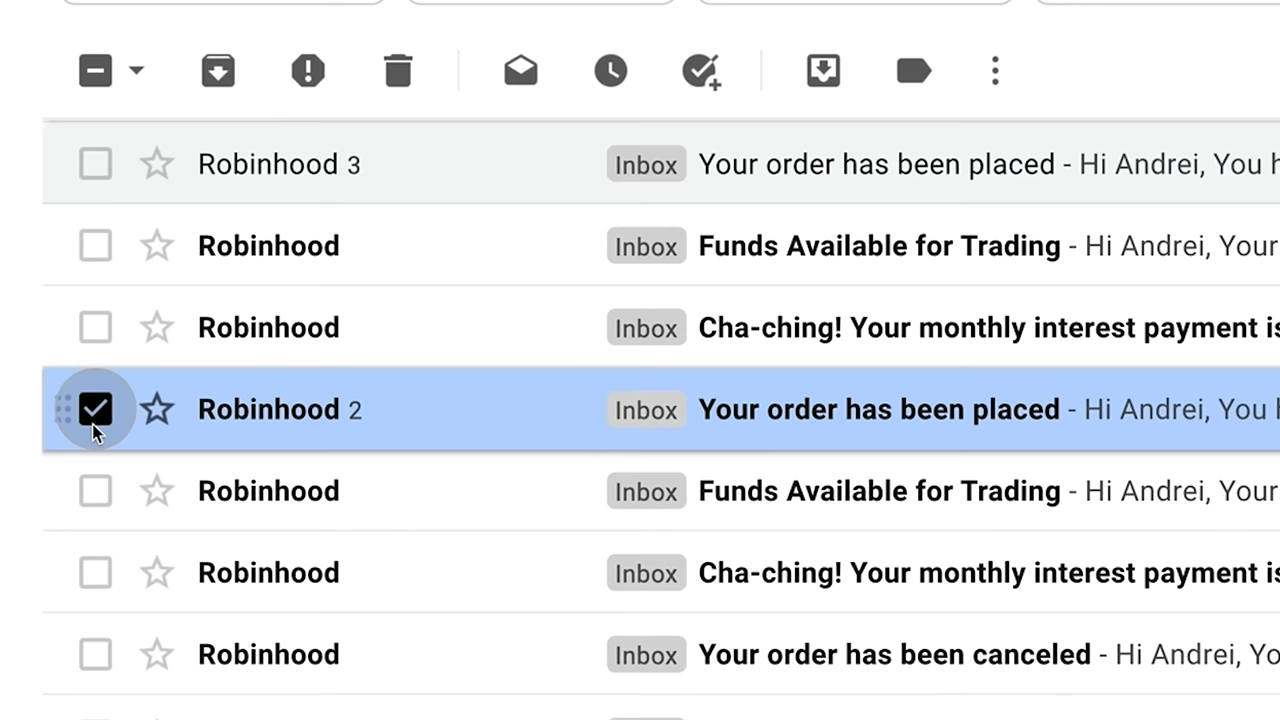 Robinhood 3 Inbox Your order has been placed - Hi Andrei, You
Robinhood Inbox Funds Available for Trading - Hi Andrei, Your
Robinhood Inbox Cha-ching! Your monthly interest payment
Robinhood 2 Inbox Your order has been placed - Hi Andrei, You
Robinhood Inbox Funds Available for Trading - Hi Andrei, Your
Robinhood Inbox Cha-ching! Your monthly interest payment
Robinhood Inbox Your order has been canceled - Hi Andrei,